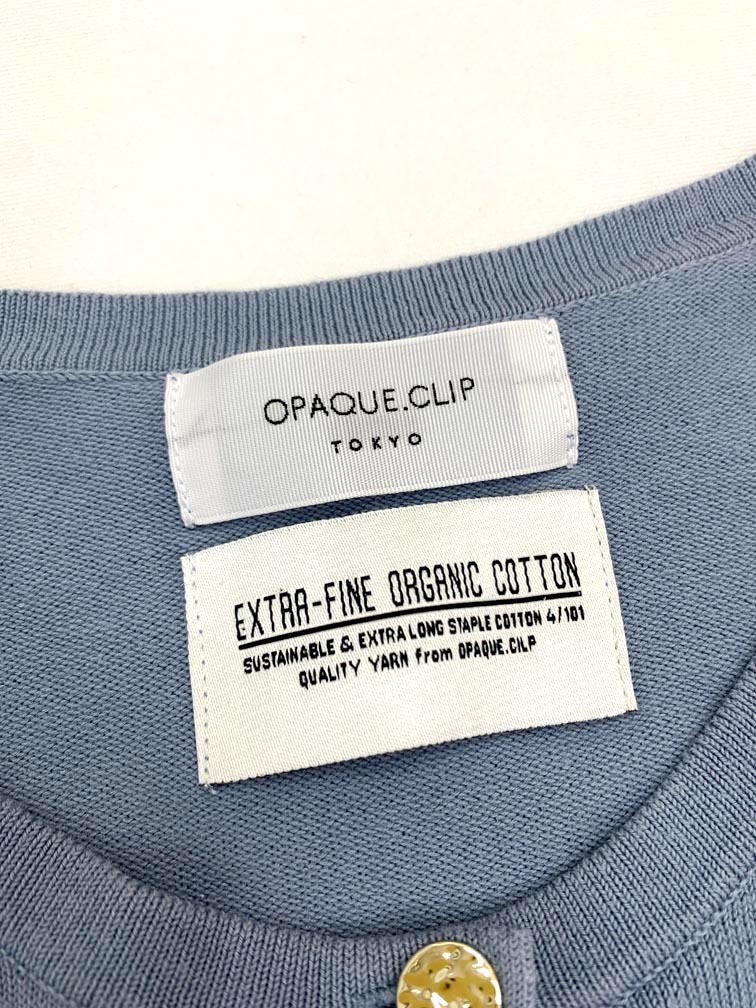 OPAQUE.CLIP
TOKYO
EXTRA-FINE ORGANIC COTTON
SUSTAINABLE & EXTRA LONG STAPLE COTTON 4/101
QUALITY YARN from OPAQUE.CILP